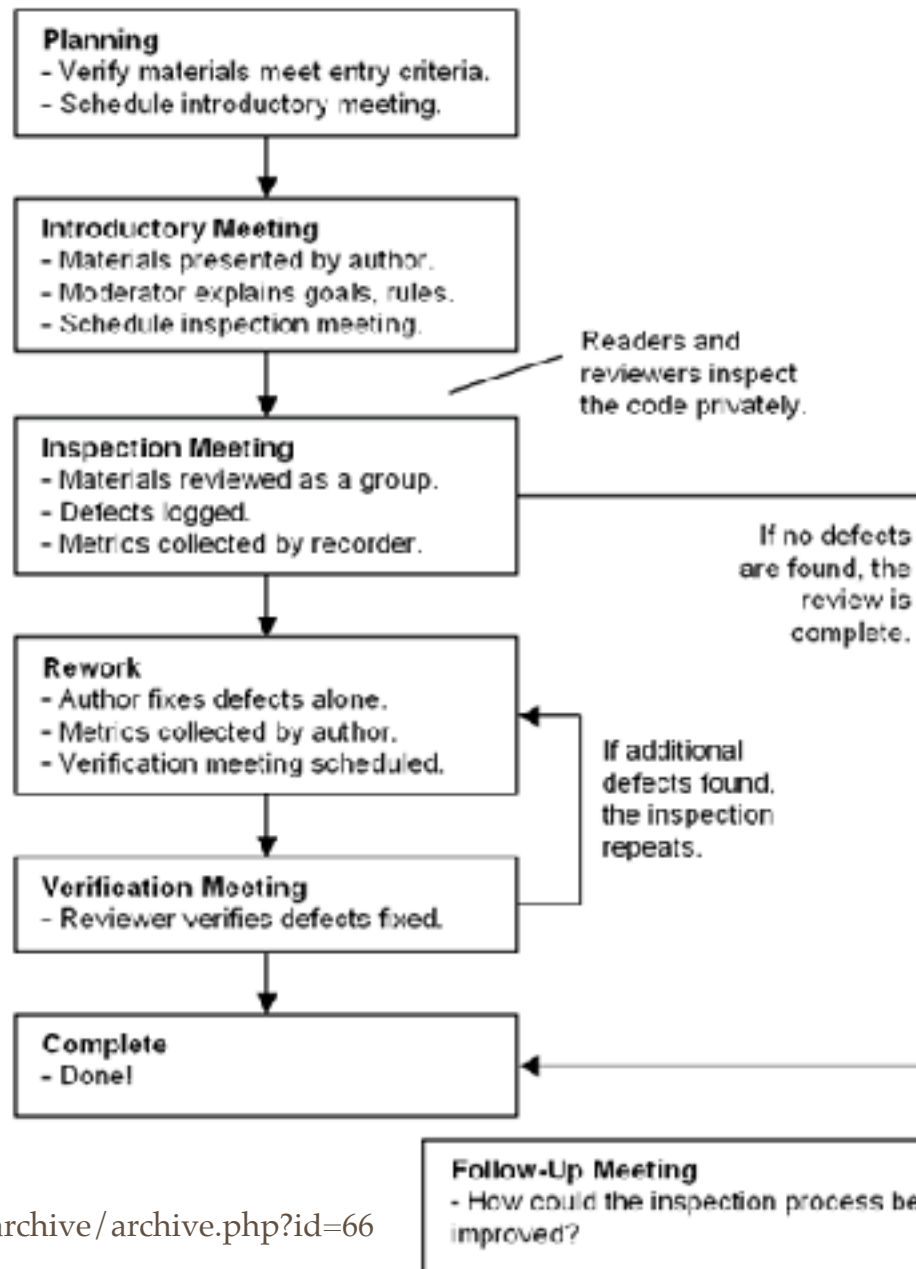 Planning
- Verify materials meet entry criteria.
- Schedule introductory meeting.
Introductory Meeting
- Materials presented by author.
- Moderator explains goals, rules.
- Schedule inspection meeting.
Readers and
reviewers inspect
the code privately.
Inspection Meeting
- Materials reviewed as a group.
- Defects logged.
- Metrics collected by recorder.
If no defects
are found, the
review is
complete.
Rework
- Author fixes defects alone.
- Metrics collected by author.
- Verification meeting scheduled.
If additional
defects found,
the inspection
repeats.
Verification Meeting
- Reviewer verifies defects fixed.
Complete
- Done!
Follow-Up Meeting
- How could the inspection process be
improved?
archive/archive.php?id=66